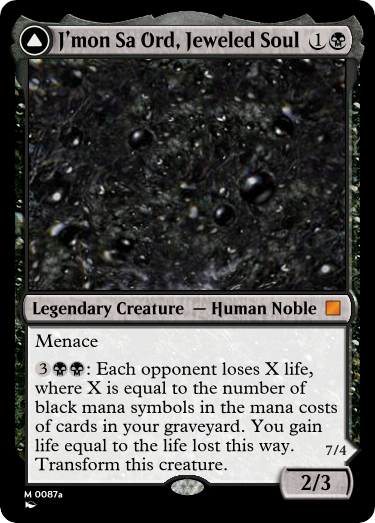 J'mon Sa Ord, Jeweled Soul 1
Legendary Creature — Human Noble
Menace
3: Each opponent loses X life,
where X is equal to the number of
black mana symbols in the mana costs
of cards in your graveyard. You gain
life equal to the life lost this way.
Transform this creature.
7/4
2/3
M 0087a